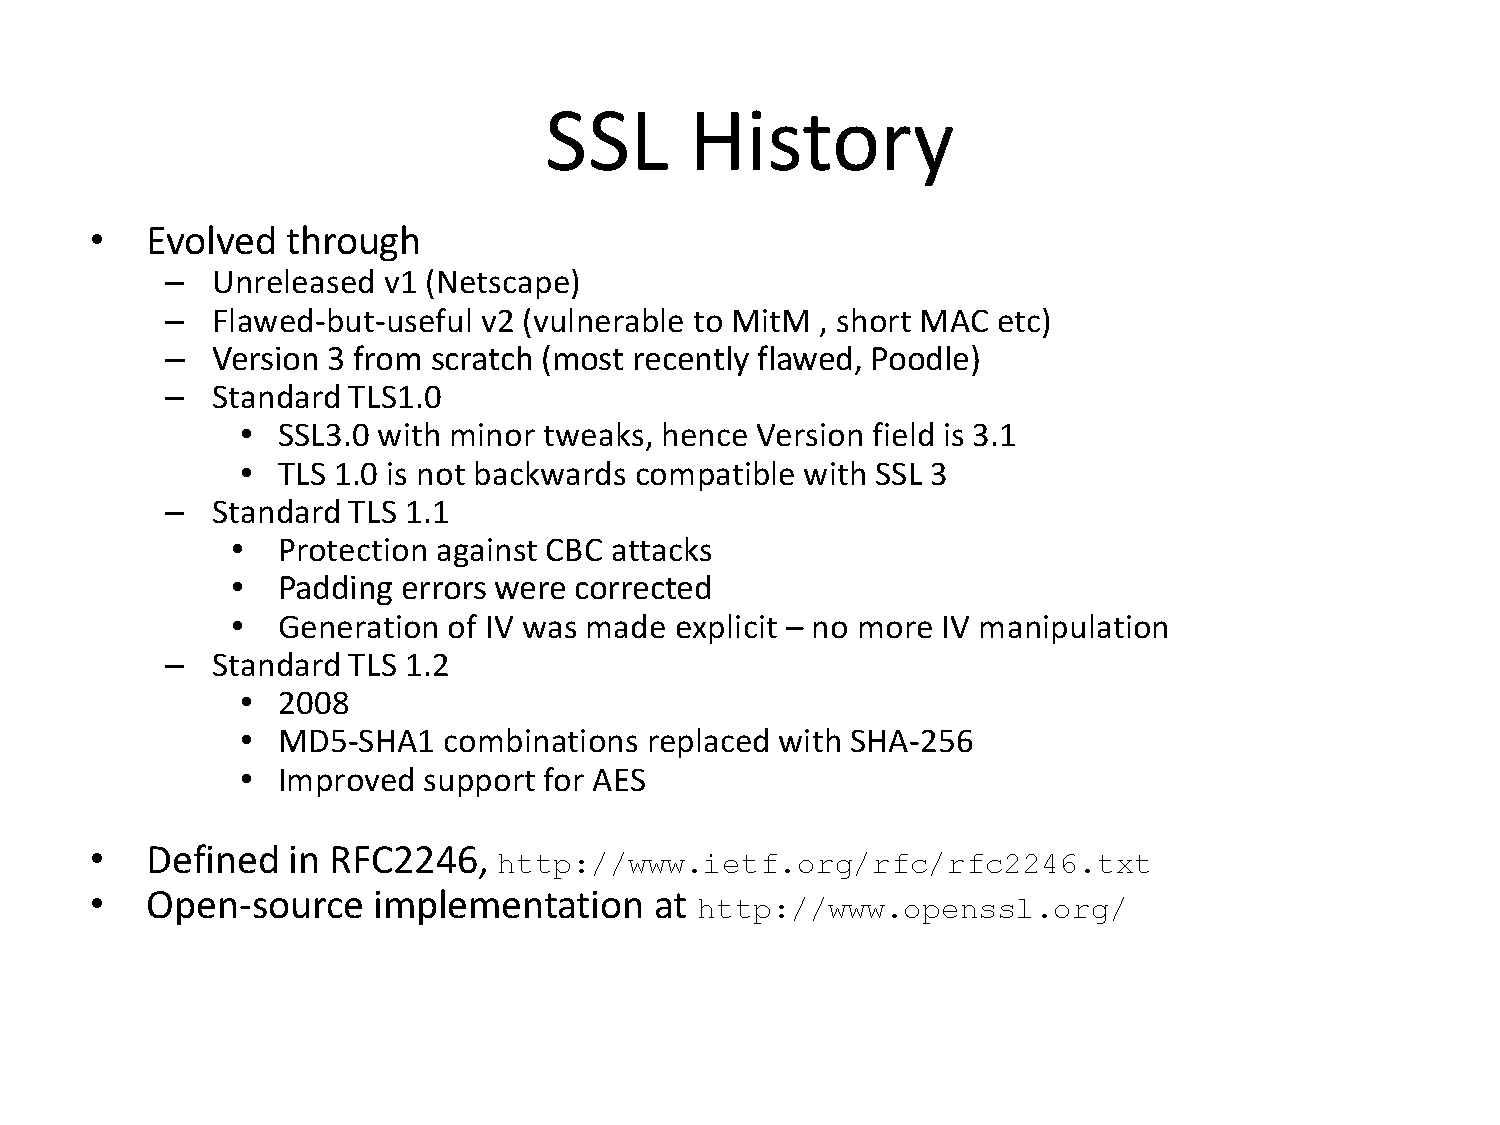 SSL History
• Evolved through
– Unreleased v1 (Netscape)
– Flawed-but-useful v2 (vulnerable to MitM , short MAC etc)
– Version 3 from scratch (most recently flawed, Poodle)
– Standard TLS1.0
• SSL3.0 with minor tweaks, hence Version field is 3.1
• TLS 1.0 is not backwards compatible with SSL 3
– Standard TLS 1.1
• Protection against CBC attacks
• Padding errors were corrected
• Generation of IV was made explicit – no more IV manipulation
– Standard TLS 1.2
• 2008
• MD5-SHA1 combinations replaced with SHA-256
• Improved support for AES
• Defined in RFC2246, http://www.ietf.org/rfc/rfc2246.txt
• Open-source implementation at http://www.openssl.org/